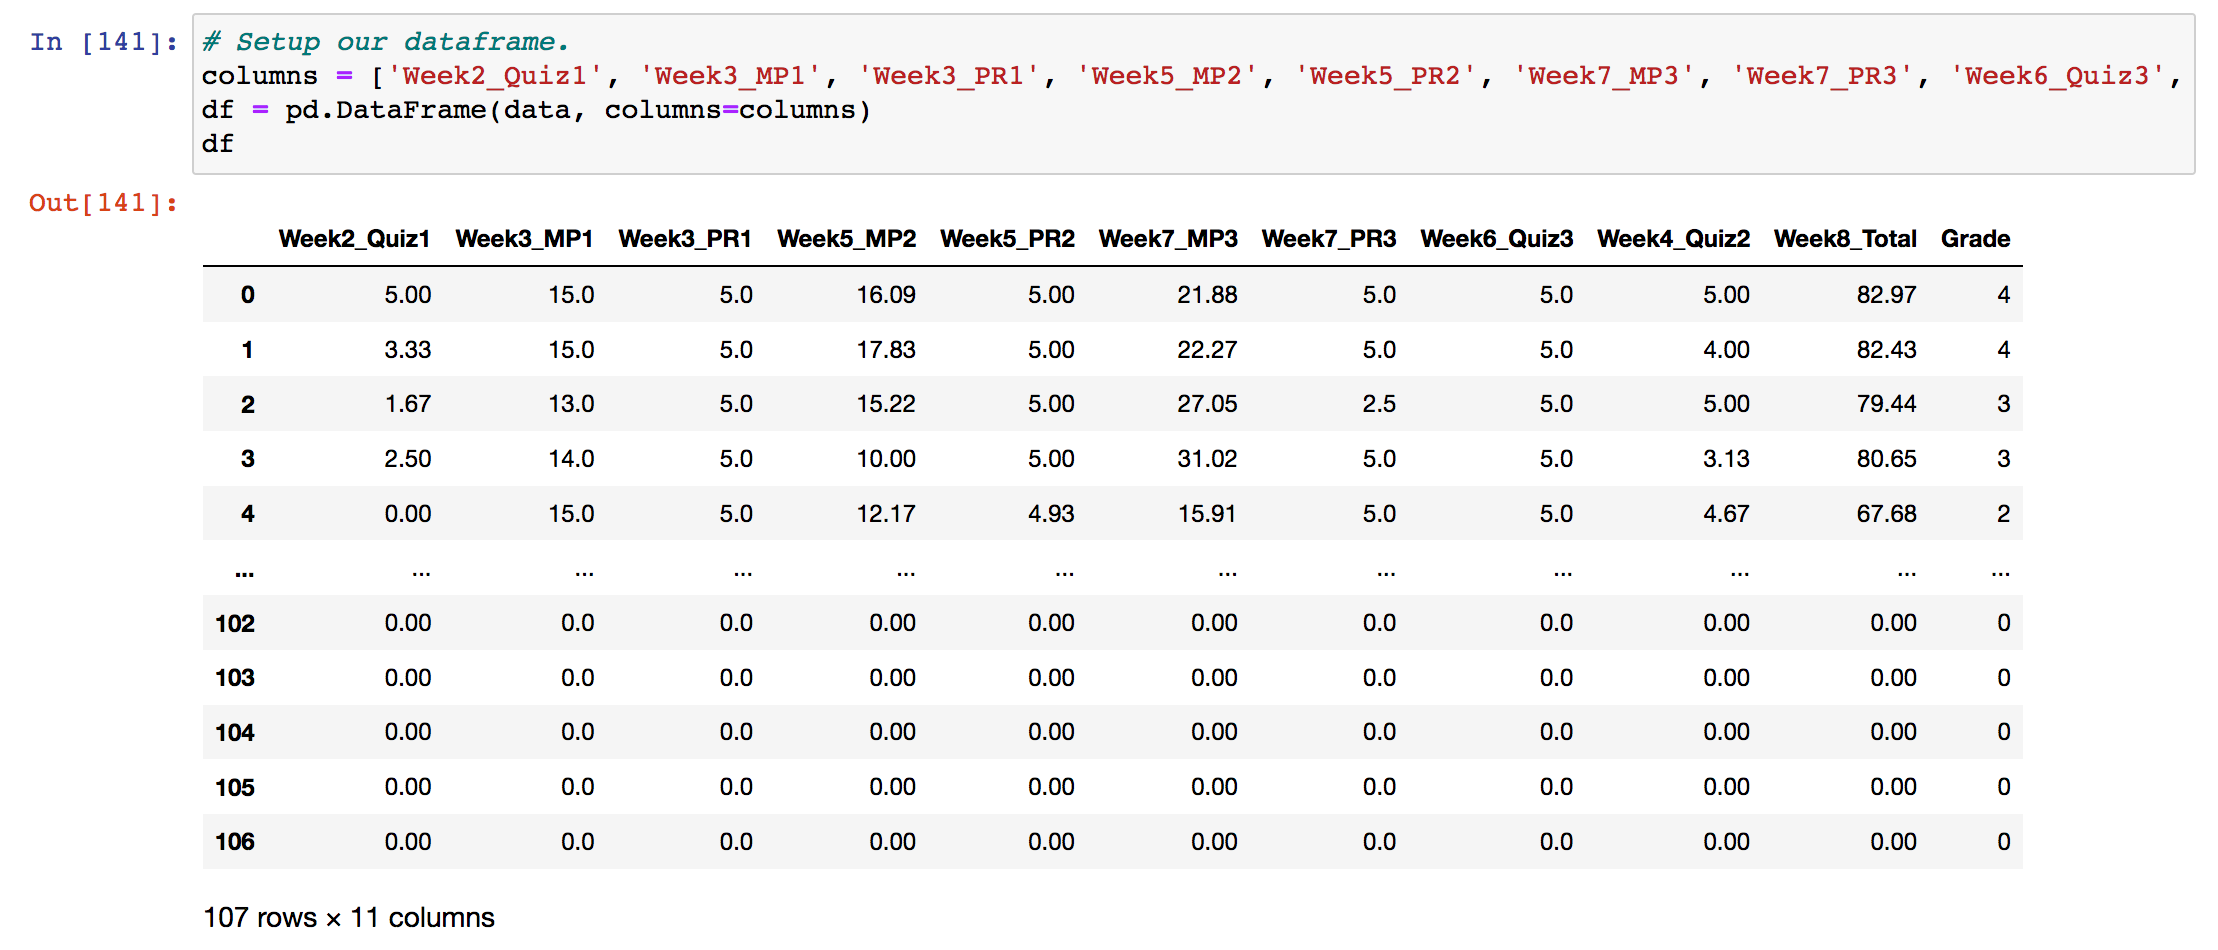 In [141]: # Setup our dataframe.
columns = ['Week2_Quiz1', 'Week3_MP1', 'Week3_PR1', 'Week5_MP2', 'Week5_PR2', 'Week7_MP3', 'Week7_PR3', 'Week6_Quiz3',
df = pd.DataFrame(data, columns=columns)
df
Out[141]:
Week2_Quiz1 Week3_MP1 Week3_PR1 Week5_MP2 Week5_PR2 Week7_MP3 Week7_PR3 Week6_Quiz3 Week4_Quiz2 Week8_Total Grade
0 5.00 15.0 5.0 16.09 5.00 21.88 5.0 5.0 5.00 82.97 4
1 3.33 15.0 5.0 17.83 5.00 22.27 5.0 5.0 4.00 82.43 4
2 1.67 13.0 5.0 15.22 5.00 27.05 2.5 5.0 5.00 79.44 3
3 2.50 14.0 5.0 10.00 5.00 31.02 5.0 5.0 3.13 80.65 3
4 0.00 15.0 5.0 12.17 4.93 15.91 5.0 5.0 4.67 67.68 2
... ... ... ... ... ... ... ... ... ... ... ...
102 0.00 0.0 0.0 0.00 0.00 0.00 0.0 0.0 0.00 0.00 0
103 0.00 0.0 0.0 0.00 0.00 0.00 0.0 0.0 0.00 0.00 0
104 0.00 0.0 0.0 0.00 0.00 0.00 0.0 0.0 0.00 0.00 0
105 0.00 0.0 0.0 0.00 0.00 0.00 0.0 0.0 0.00 0.00 0
106 0.00 0.0 0.0 0.00 0.00 0.00 0.0 0.0 0.00 0.00 0
107 rows × 11 columns